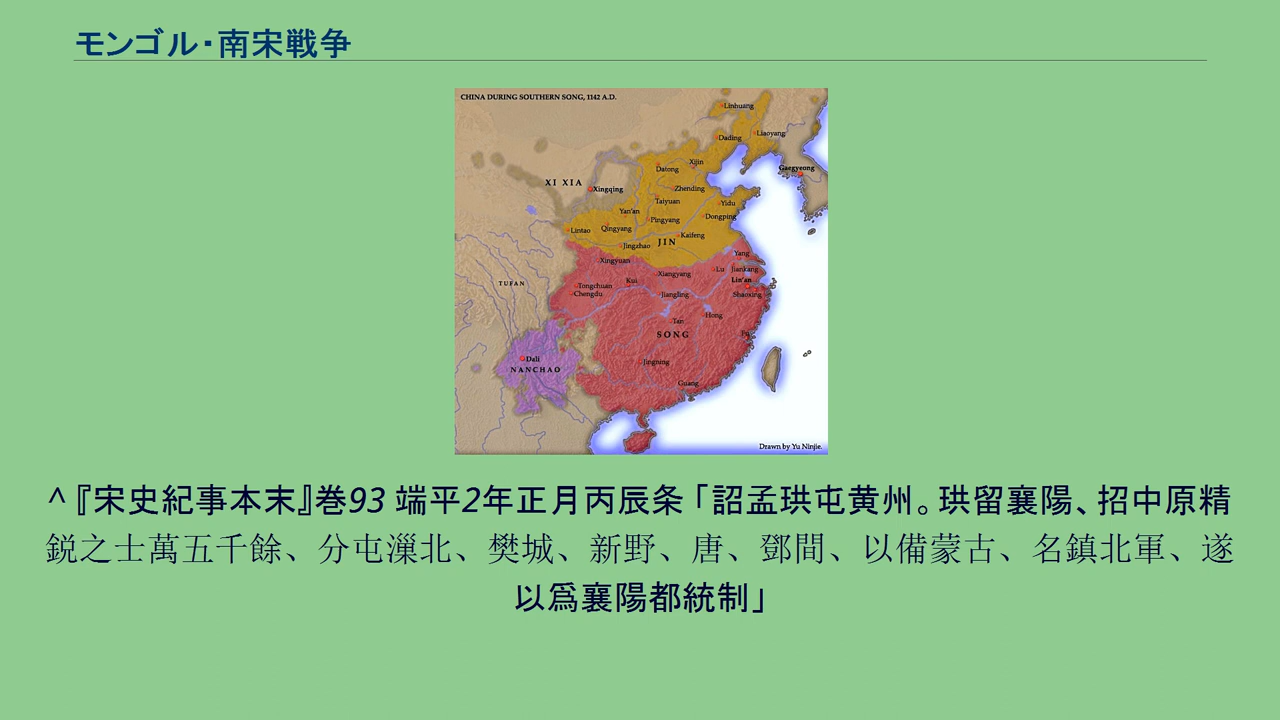 モンゴル・南宋戦争
CHINA DURING SOUTHERN SONG, 1142 A.D.
Linhuang
Liaoyang
Dading
Xijin
Datong
Gaegyeong
XI XIA
Xingqing
Zhending
Taiyuan
Yidu
Yan'an
Pingyang
Dongping
Lintao
Qingyang
Kaifeng
Jingzhao
JIN
Yang
Xingyuan
Xiangyang
Lu
Jiankang
Kui
Lin'an
TUFAN
Tongchuan
Chengdu
Jiangling
Shaoxing
Tan
Hong
SONG
Fu
Dali
NANCHAO
Jingning
Guang
Drawn by Yu Ninjie.
^『宋史紀事本末』巻93 端平2年正月丙辰条「詔孟珙屯黄州。珙留襄陽、招中原精
鋭之士萬五千餘、分屯漅北、樊城、新野、唐、鄧間、以備蒙古、名鎮北軍、遂
以爲襄陽都統制」